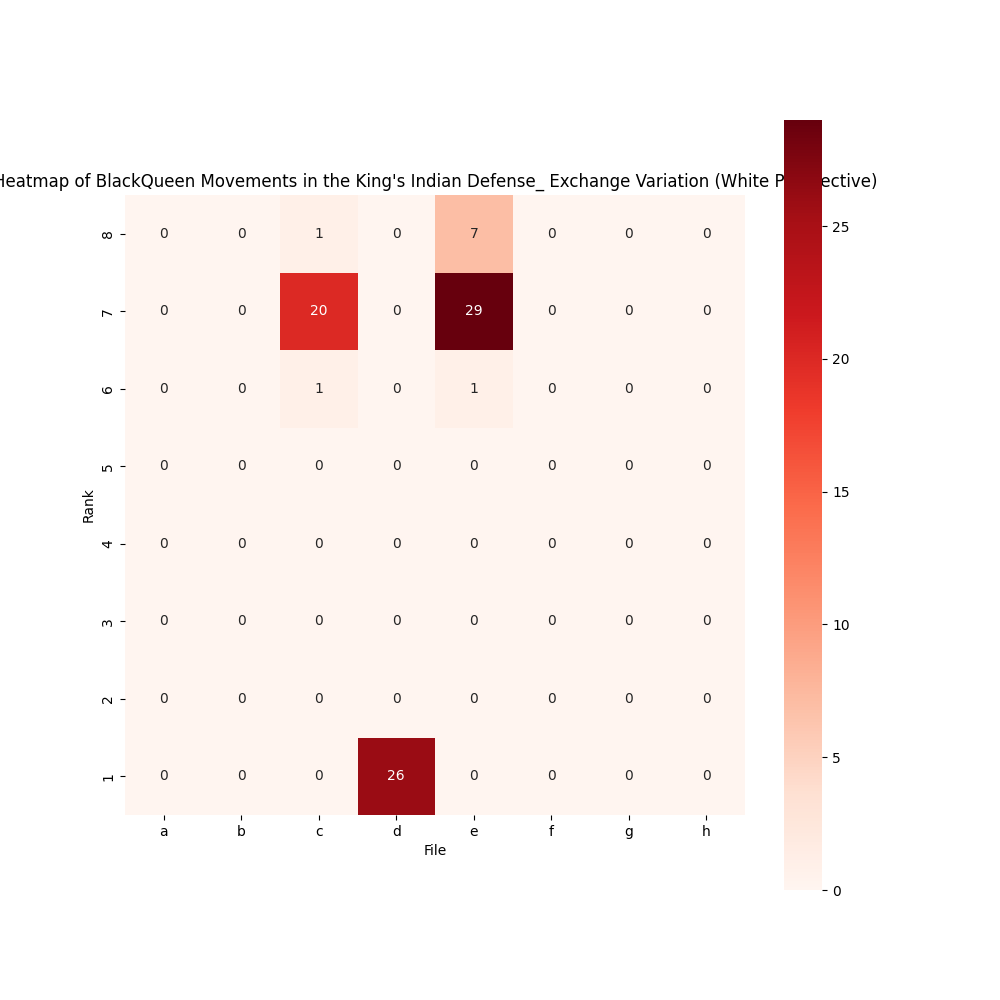 Heatmap of BlackQueen Movements in the King's Indian Defense_ Exchange Variation (White P ective)
8 0 0 1 0 7 0 0 0
7 0 0 20 0 29 0 0 0
6 0 0 1 0 1 0 0 0
5 0 0 0 0 0 0 0 0
4 0 0 0 0 0 0 0 0
3 0 0 0 0 0 0 0 0
2 0 0 0 0 0 0 0 0
1 0 0 0 26 0 0 0 0
a b c d e f g h
File
Rank
25
20
15
10
5
0